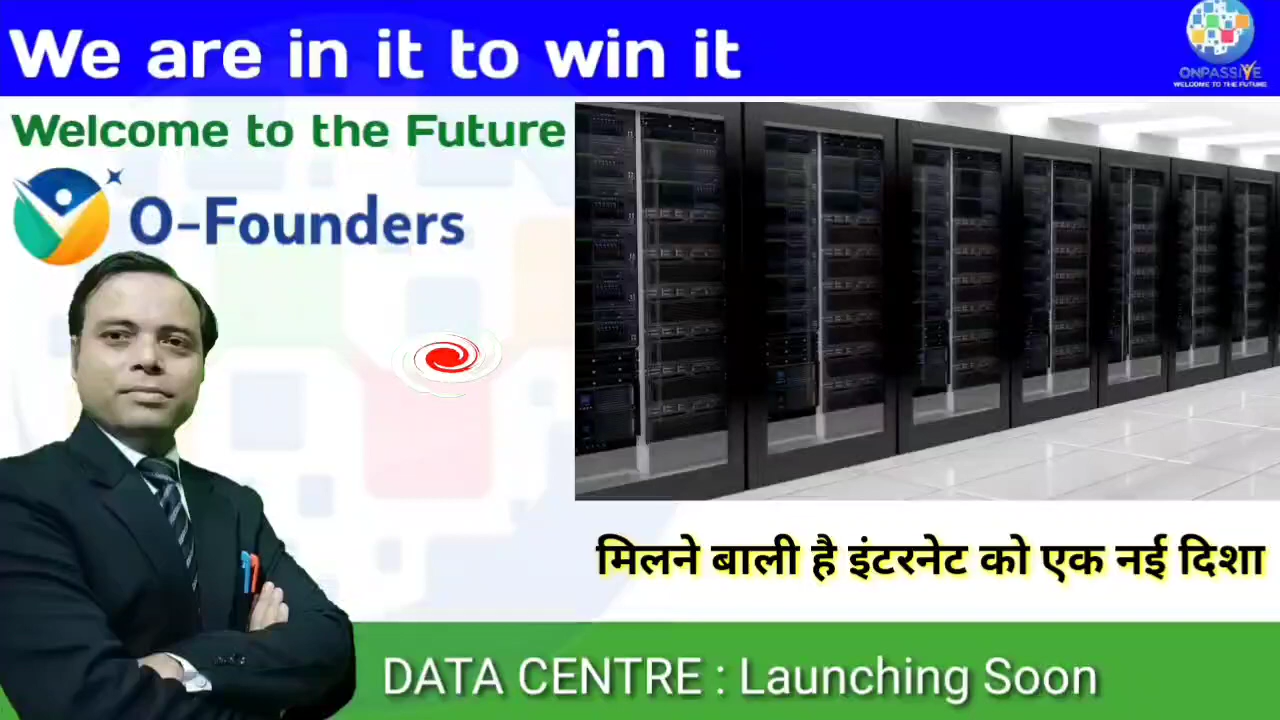 We are in it to win it
ONPASSIVE
WELCOME TO THE FUTURE
Welcome to the Future
O-Founders
मिलने बाली है इंटरनेट को एक नई दिशा
DATA CENTRE : Launching Soon